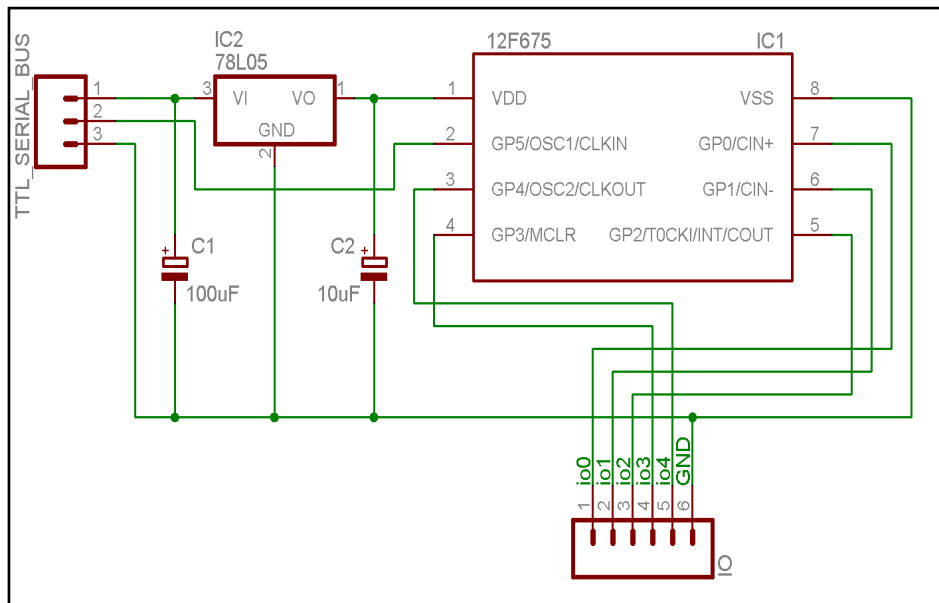 TTL_SERIAL_BUS
1
2
3
IC2
78L05
3
VI
VO
1
GND
2
C1
+
100uF
C2
+
10uF
12F675
IC1
1
VDD
VSS
8
2
GP5/OSC1/CLKIN
GP0/CIN+
7
3
GP4/OSC2/CLKOUT
GP1/CIN-
6
4
GP3/MCLR
GP2/T0CKI/INT/COUT
5
io0
io1
io2
io3
io4
GND
1
2
3
4
5
6
IO